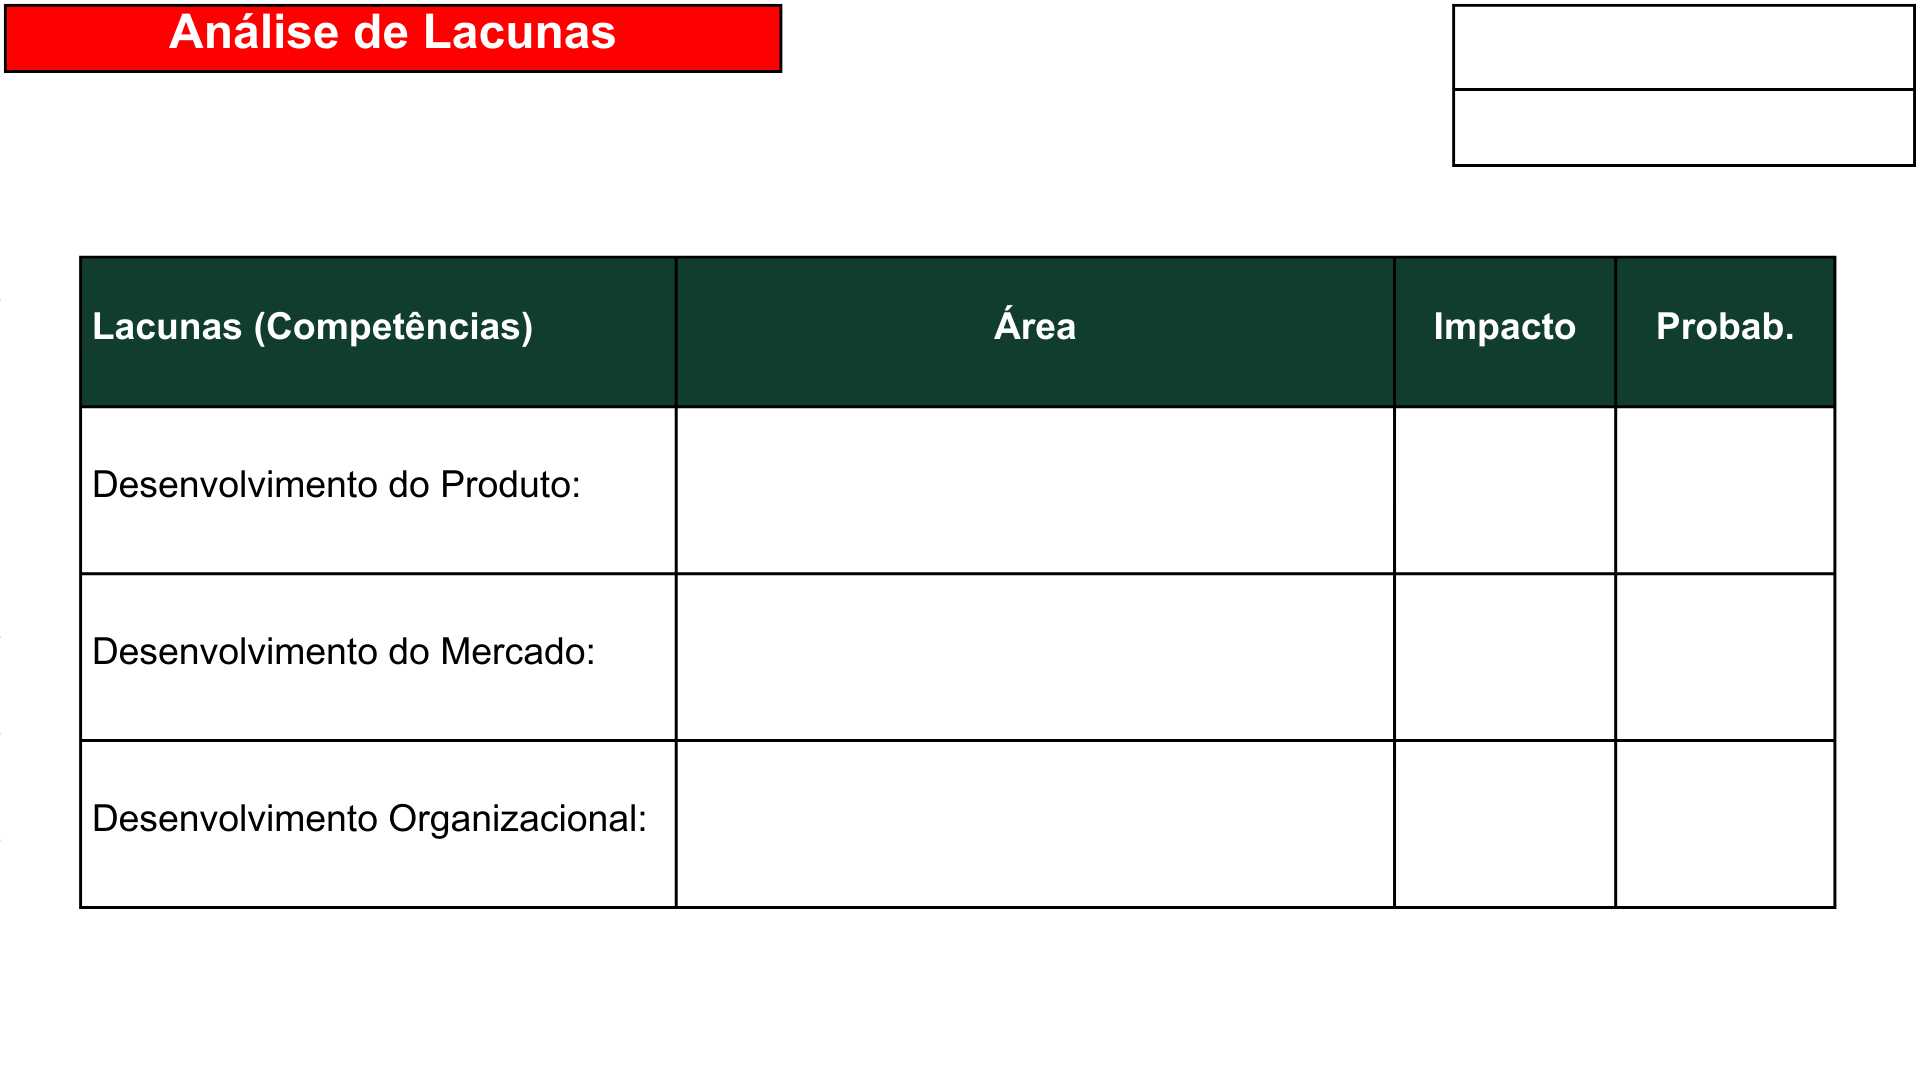 Análise de Lacunas
Lacunas (Competências) Área Impacto Probab.
Desenvolvimento do Produto:
Desenvolvimento do Mercado:
Desenvolvimento Organizacional: